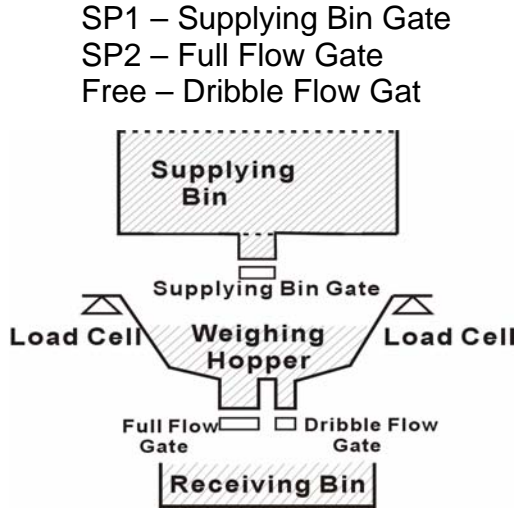 SP1 – Supplying Bin Gate
SP2 – Full Flow Gate
Free – Dribble Flow Gat
Supplying
Bin
Supplying Bin Gate
Load Cell
Weighing
Hopper
Load Cell
Full Flow
Gate
Dribble Flow
Gate
Receiving Bin